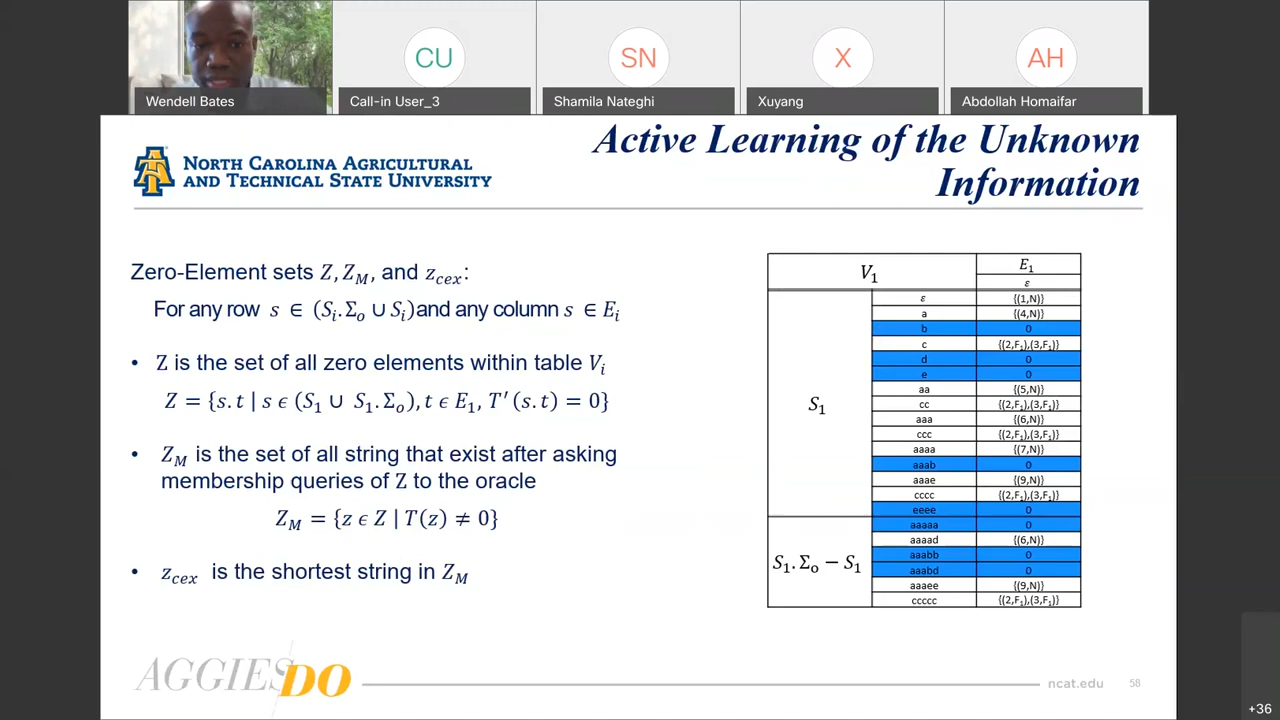 CU
SN
X
AH
Wendell Bates
Call-in User_3
Shamila Nateghi
Xuyang
Abdollah Homaifar
NORTH CAROLINA AGRICULTURAL
AND TECHNICAL STATE UNIVERSITY
Active Learning of the Unknown
Information
Zero-Element sets Z, Z_M, and z_cex:
For any row s ∈ (S_i.Σ_o ∪ S_i) and any column s ∈ E_i
• Z is the set of all zero elements within table V_i
Z = {s.t | s ϵ (S_1 ∪ S_1.Σ_o), t ϵ E_1, T′(s.t) = 0}
• Z_M is the set of all string that exist after asking
membership queries of Z to the oracle
Z_M = {z ϵ Z | T(z) ≠ 0}
• z_cex is the shortest string in Z_M
V_1 E_1
ε
S_1
ε {(1,N)}
a {(4,N)}
b 0
c {(2,F_1),(3,F_1)}
d 0
e 0
aa {(5,N)}
cc {(2,F_1),(3,F_1)}
aaa {(6,N)}
ccc {(2,F_1),(3,F_1)}
aaaa {(7,N)}
aaab 0
aaae {(9,N)}
cccc {(2,F_1),(3,F_1)}
eeee 0
S_1.Σ_o − S_1
aaaaa 0
aaaad {(6,N)}
aaabb 0
aaabd 0
aaaee {(9,N)}
ccccc {(2,F_1),(3,F_1)}
AGGIES DO
ncat.edu 58
+36